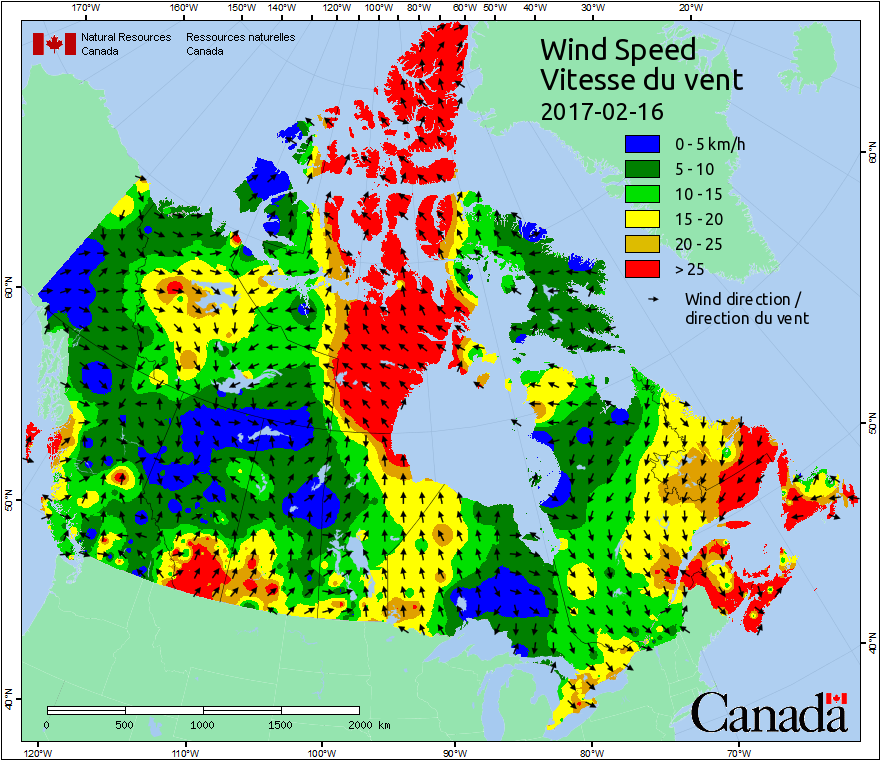 170°W 160°W 150°W 140°W 130°W 120°W 110°W 100°W 90°W 80°W 70°W 60°W 50°W 40°W 30°W 20°W
Natural Resources Ressources naturelles
Canada Canada
Wind Speed
Vitesse du vent
2017-02-16
0 - 5 km/h
5 - 10
10 - 15
15 - 20
20 - 25
> 25
Wind direction /
direction du vent
60°N
60°N
50°N
50°N
40°N
40°N
Canada
0 500 1000 1500 2000 km
120°W 110°W 100°W 90°W 80°W 70°W